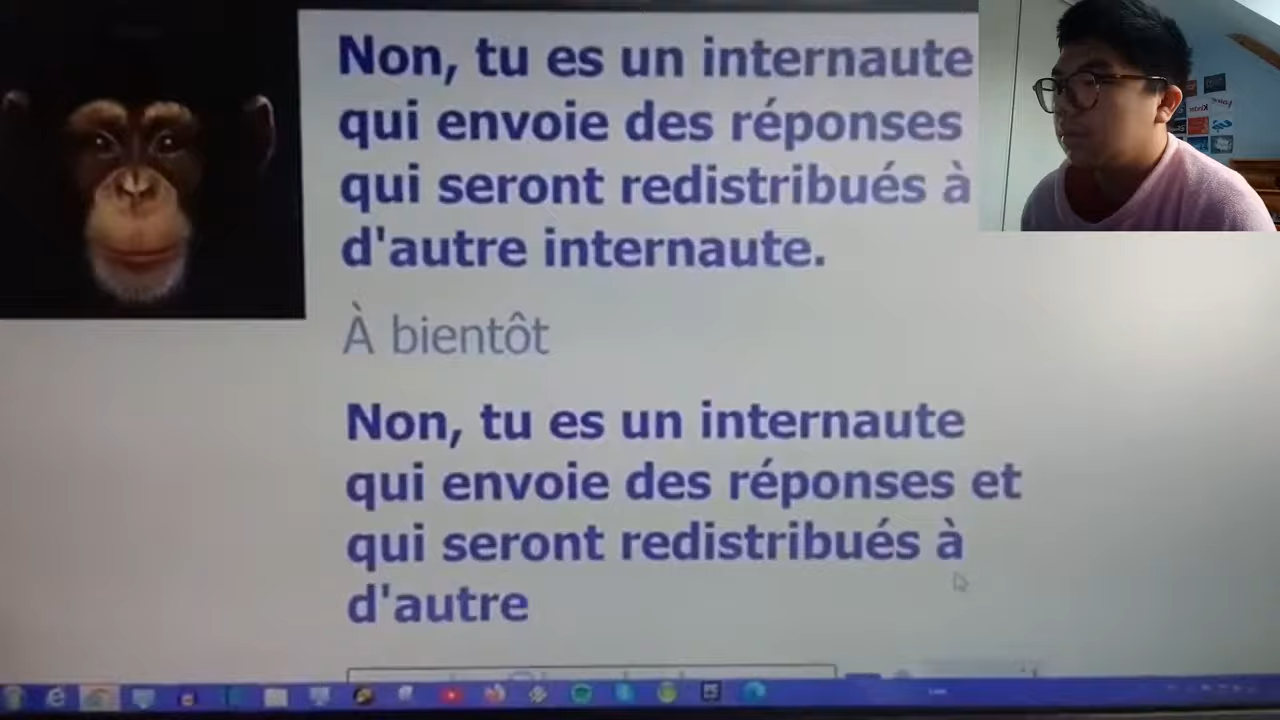 Non, tu es un internaute
qui envoie des réponses
qui seront redistribués à
d'autre internaute.
À bientôt
Non, tu es un internaute
qui envoie des réponses et
qui seront redistribués à
d'autre